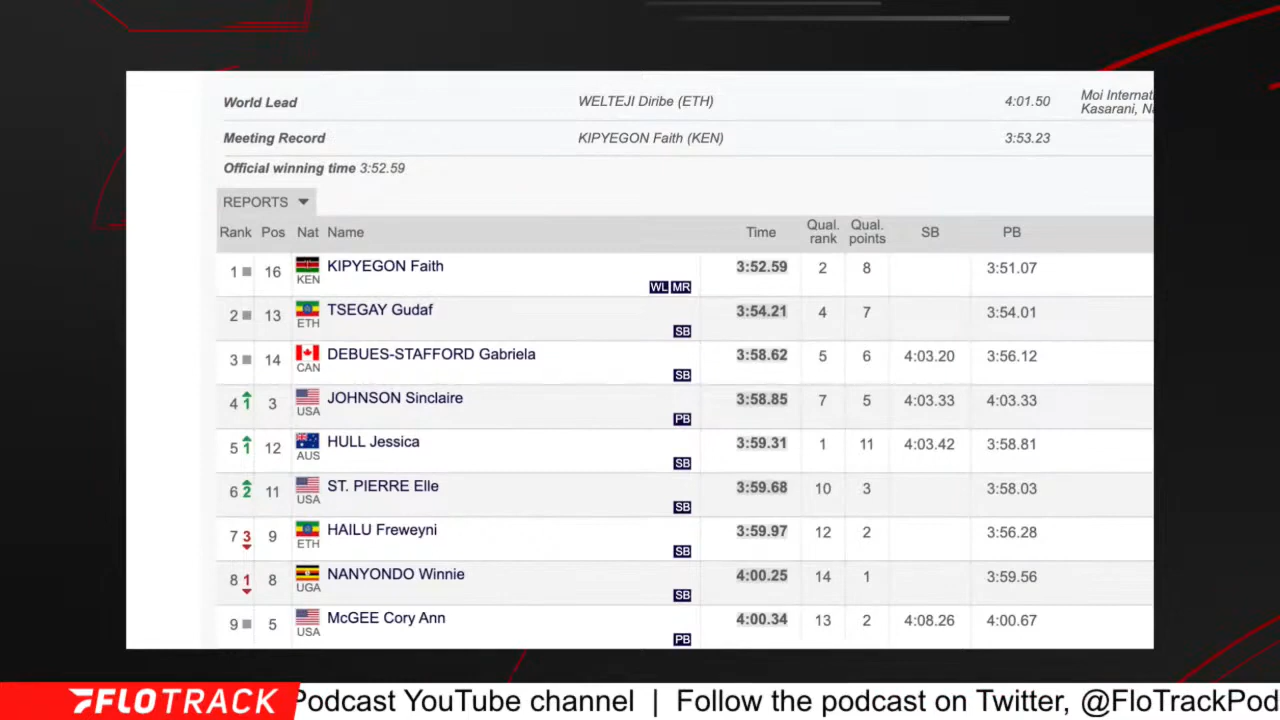 World Lead WELTEJI Diribe (ETH) 4:01.50 Moi Internat
Kasarani, Na
Meeting Record KIPYEGON Faith (KEN) 3:53.23
Official winning time 3:52.59
REPORTS
Rank Pos Nat Name Time Qual. rank Qual. points SB PB
1 16 KEN KIPYEGON Faith WL MR 3:52.59 2 8 3:51.07
2 13 ETH TSEGAY Gudaf SB 3:54.21 4 7 3:54.01
3 14 CAN DEBUES-STAFFORD Gabriela SB 3:58.62 5 6 4:03.20 3:56.12
4 1 3 USA JOHNSON Sinclaire PB 3:58.85 7 5 4:03.33 4:03.33
5 1 12 AUS HULL Jessica SB 3:59.31 1 11 4:03.42 3:58.81
6 2 11 USA ST. PIERRE Elle SB 3:59.68 10 3 3:58.03
7 3 9 ETH HAILU Freweyni SB 3:59.97 12 2 3:56.28
8 1 8 UGA NANYONDO Winnie SB 4:00.25 14 1 3:59.56
9 5 USA McGEE Cory Ann PB 4:00.34 13 2 4:08.26 4:00.67
FLOTRACK Podcast YouTube channel | Follow the podcast on Twitter, @FloTrackPod